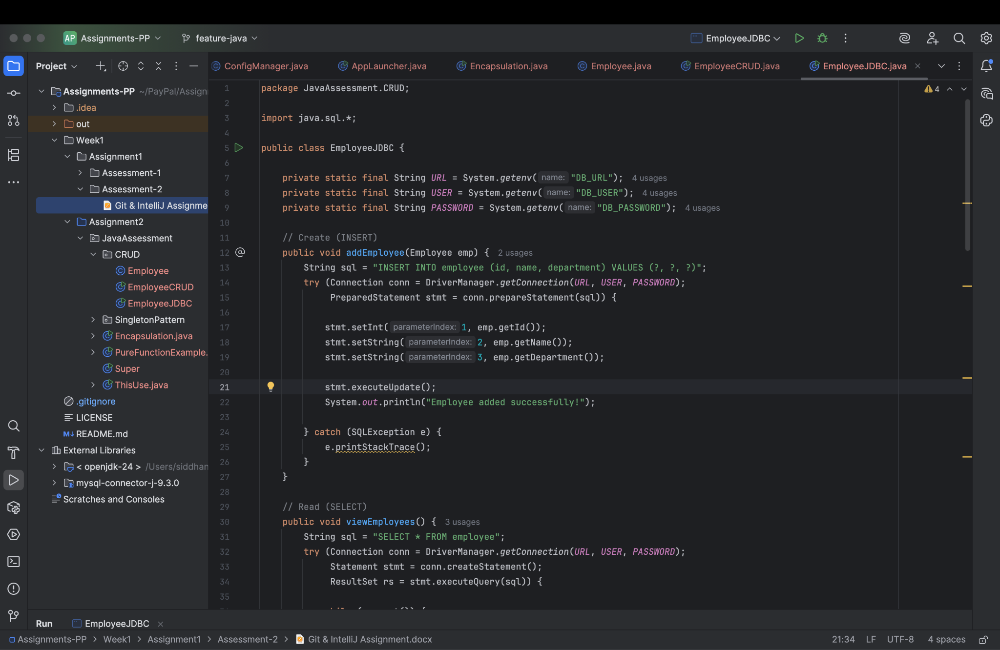 AP Assignments-PP feature-java EmployeeJDBC
Project
ConfigManager.java AppLauncher.java Encapsulation.java Employee.java EmployeeCRUD.java EmployeeJDBC.java
Assignments-PP ~/PayPal/Assign
.idea
out
Week1
Assignment1
Assessment-1
Assessment-2
Git & IntelliJ Assignme
Assignment2
JavaAssessment
CRUD
Employee
EmployeeCRUD
EmployeeJDBC
SingletonPattern
Encapsulation.java
PureFunctionExample.
Super
ThisUse.java
.gitignore
LICENSE
M↓ README.md
External Libraries
< openjdk-24 > /Users/siddhan
mysql-connector-j-9.3.0
Scratches and Consoles
4
1 package JavaAssessment.CRUD;
2
3 import java.sql.*;
4
5 public class EmployeeJDBC {
6
7 private static final String URL = System.getenv( name: "DB_URL"); 4 usages
8 private static final String USER = System.getenv( name: "DB_USER"); 4 usages
9 private static final String PASSWORD = System.getenv( name: "DB_PASSWORD"); 4 usages
10
11 // Create (INSERT)
12 @ public void addEmployee(Employee emp) { 2 usages
13 String sql = "INSERT INTO employee (id, name, department) VALUES (?, ?, ?)";
14 try (Connection conn = DriverManager.getConnection(URL, USER, PASSWORD);
15 PreparedStatement stmt = conn.prepareStatement(sql)) {
16
17 stmt.setInt( parameterIndex: 1, emp.getId());
18 stmt.setString( parameterIndex: 2, emp.getName());
19 stmt.setString( parameterIndex: 3, emp.getDepartment());
20
21 stmt.executeUpdate();
22 System.out.println("Employee added successfully!");
23
24 } catch (SQLException e) {
25 e.printStackTrace();
26 }
27 }
28
29 // Read (SELECT)
30 public void viewEmployees() { 3 usages
31 String sql = "SELECT * FROM employee";
32 try (Connection conn = DriverManager.getConnection(URL, USER, PASSWORD);
33 Statement stmt = conn.createStatement();
34 ResultSet rs = stmt.executeQuery(sql)) {
35
Run EmployeeJDBC
Assignments-PP > Week1 > Assignment1 > Assessment-2 > Git & IntelliJ Assignment.docx 21:34 LF UTF-8 4 spaces